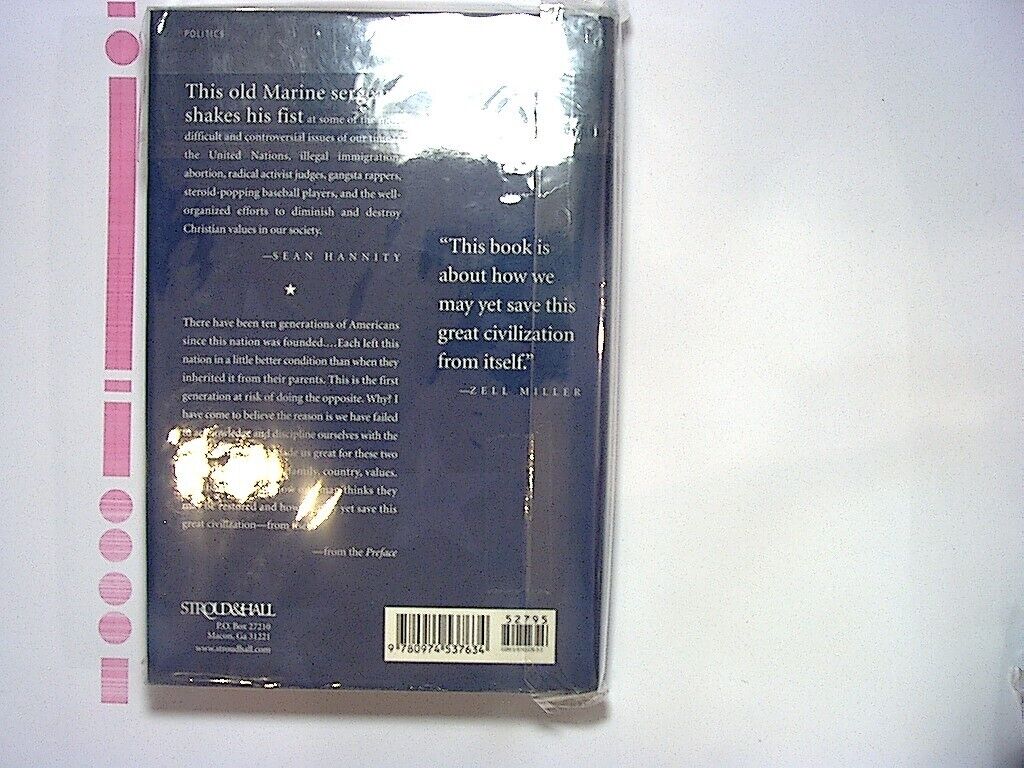 POLITICS
This old Marine
shakes his fist at some of the
difficult and controversial issues of our
the United Nations, illegal immigration,
abortion, radical activist judges, gangsta rappers,
steroid-popping baseball players, and the well-
organized efforts to diminish and destroy
Christian values in our society.
—SEAN HANNITY
There have been ten generations of Americans
since this nation was founded....Each left this
nation in a little better condition than when they
inherited it from their parents. This is the first
generation at risk of doing the opposite. Why? I
have come to believe the reason is we have failed
and discipline ourselves with the
us great for these two
family, country, values.
thinks they
restored and yet save this
great civilization—from
—from the Preface
"This book is
about how we
may yet save this
great civilization
from itself."
—ZELL MILLER
STROUD&HALL
P.O. Box 27210
Macon, Ga 31221
www.stroudhall.com
52795
9 780974 537634